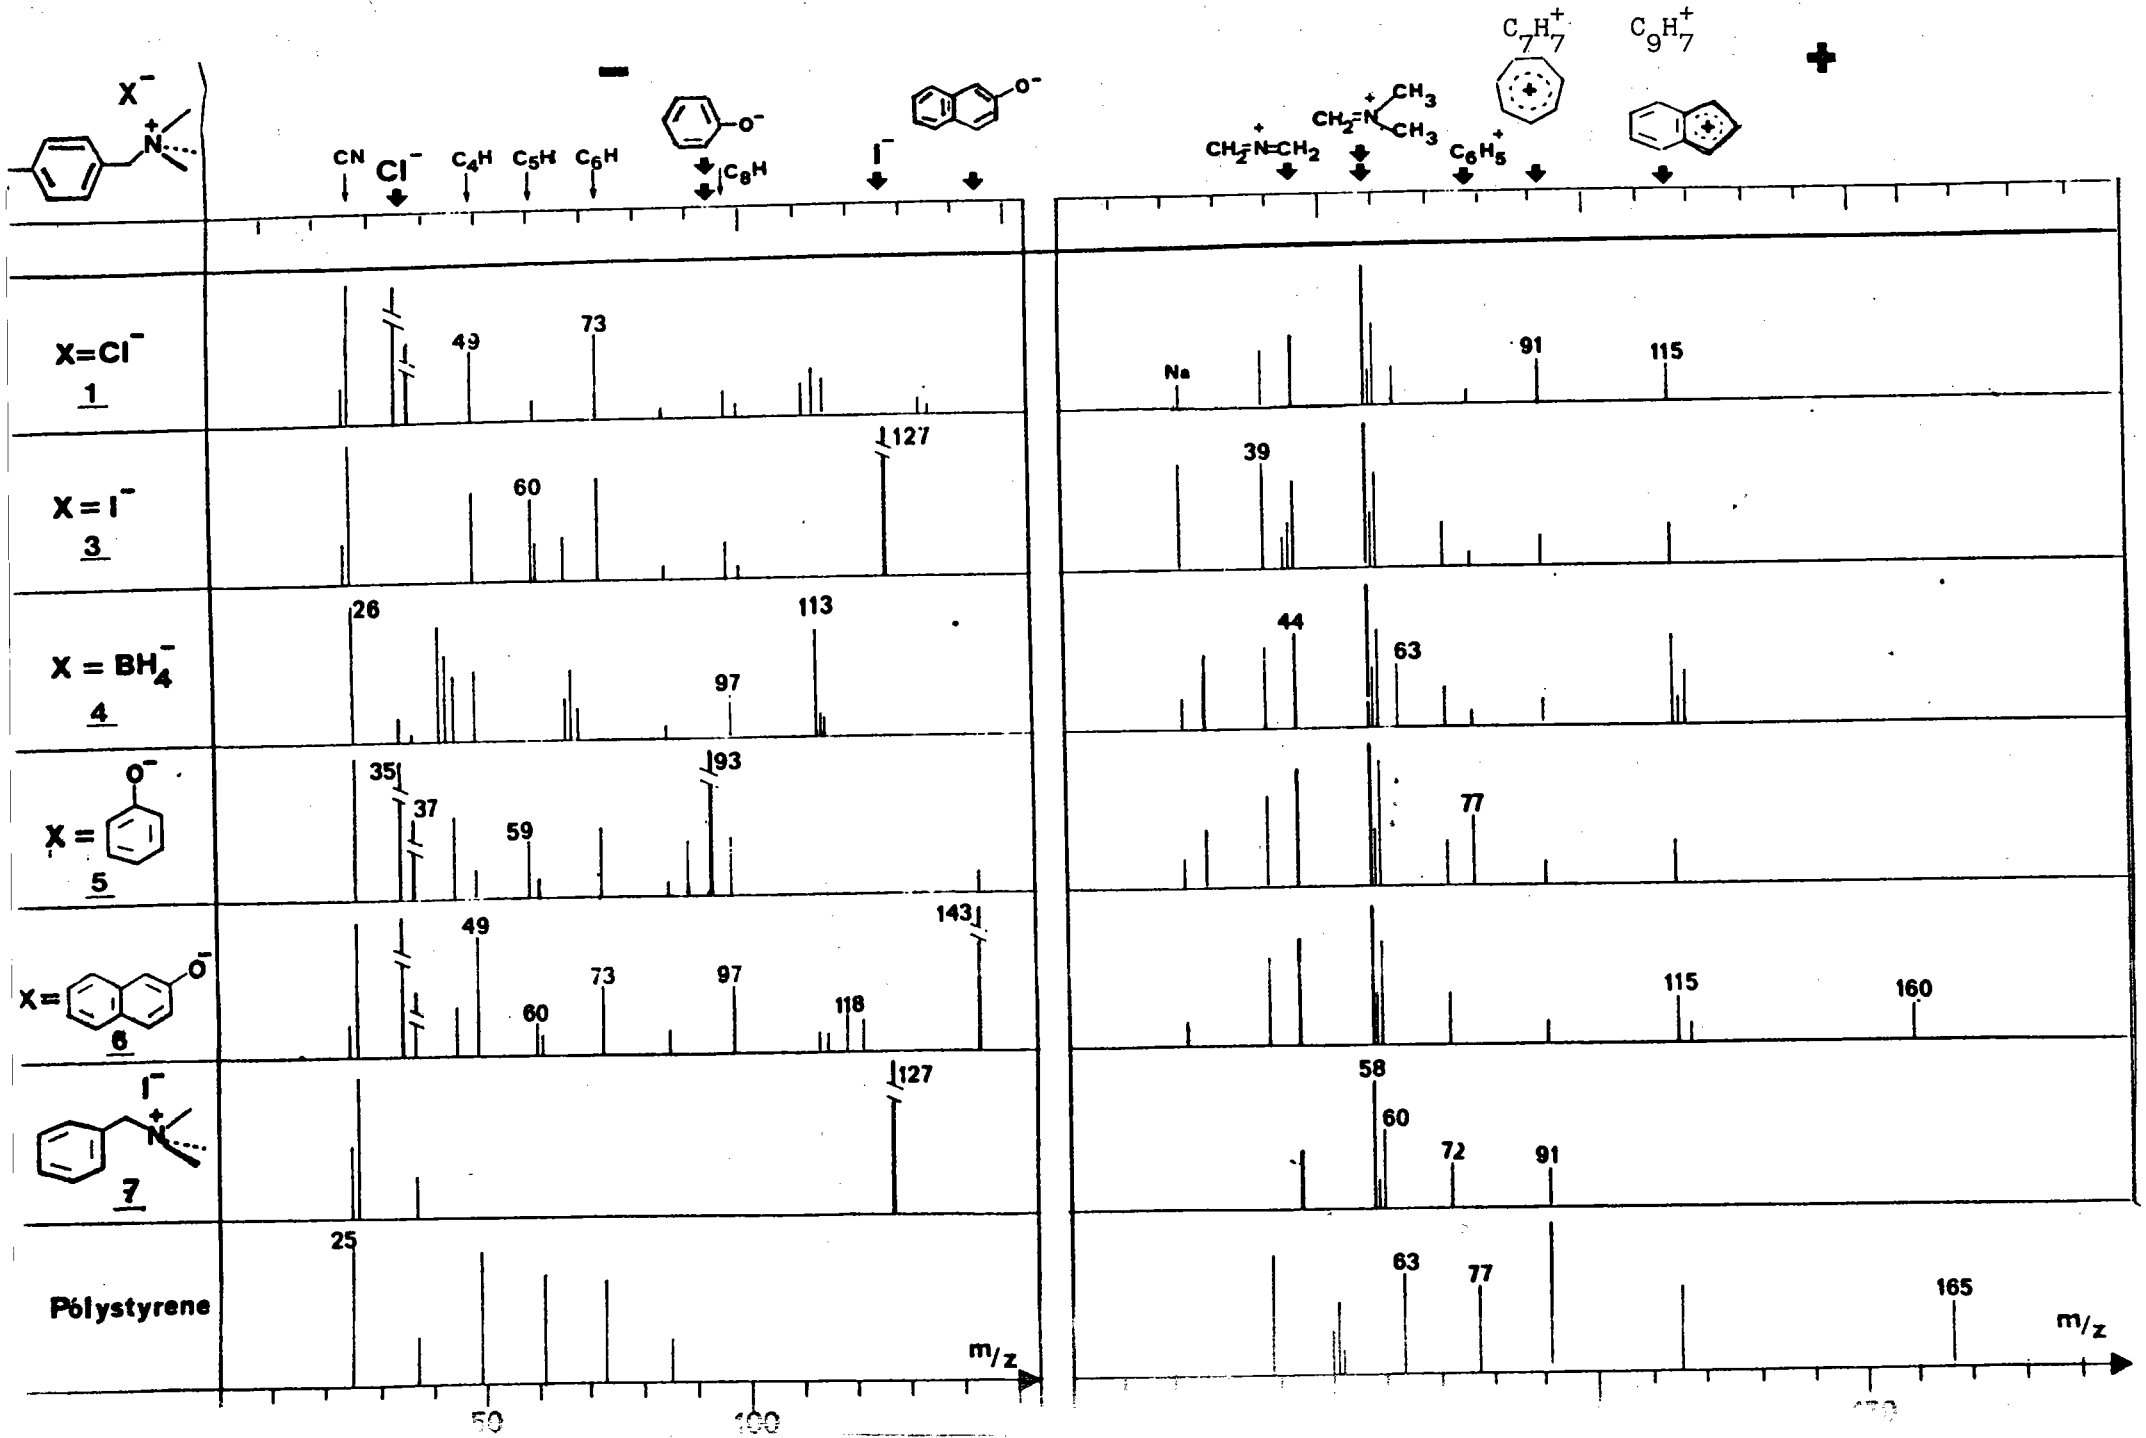 C7H7+ C9H7+
X− − O− O− + CH3
CH2=N+ CH3
N+ CN Cl− C4H C5H C6H C8H I− CH2=N+=CH2 C6H5+
X=Cl− 49 73 Na 91 115
1
127
X=I− 60 39
3
26 113 44
X=BH4− 97 63
4
O− 35 93
X= 37 59 77
5
49 143
X= O− 60 73 97 118 115 160
6
I− 127 58
N+ 60
72 91
7
25
Polystyrene 63 77 165
m/z m/z
50 100